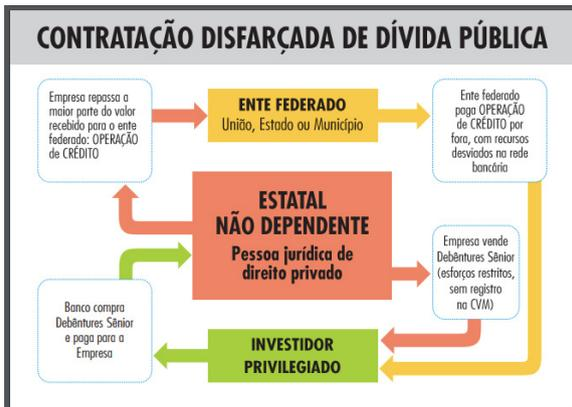 CONTRATAÇÃO DISFARÇADA DE DÍVIDA PÚBLICA
Empresa repassa a
maior parte do valor
recebido para o ente
federado: OPERAÇÃO
de CRÉDITO
ENTE FEDERADO
União, Estado ou Município
Ente federado
paga OPERAÇÃO
de CRÉDITO por
fora, com recursos
desviados na rede
bancária
ESTATAL
NÃO DEPENDENTE
Pessoa jurídica de
direito privado
Empresa vende
Debêntures Sênior
(esforços restritos,
sem registro
na CVM)
Banco compra
Debêntures Sênior
e paga para a
Empresa
INVESTIDOR
PRIVILEGIADO